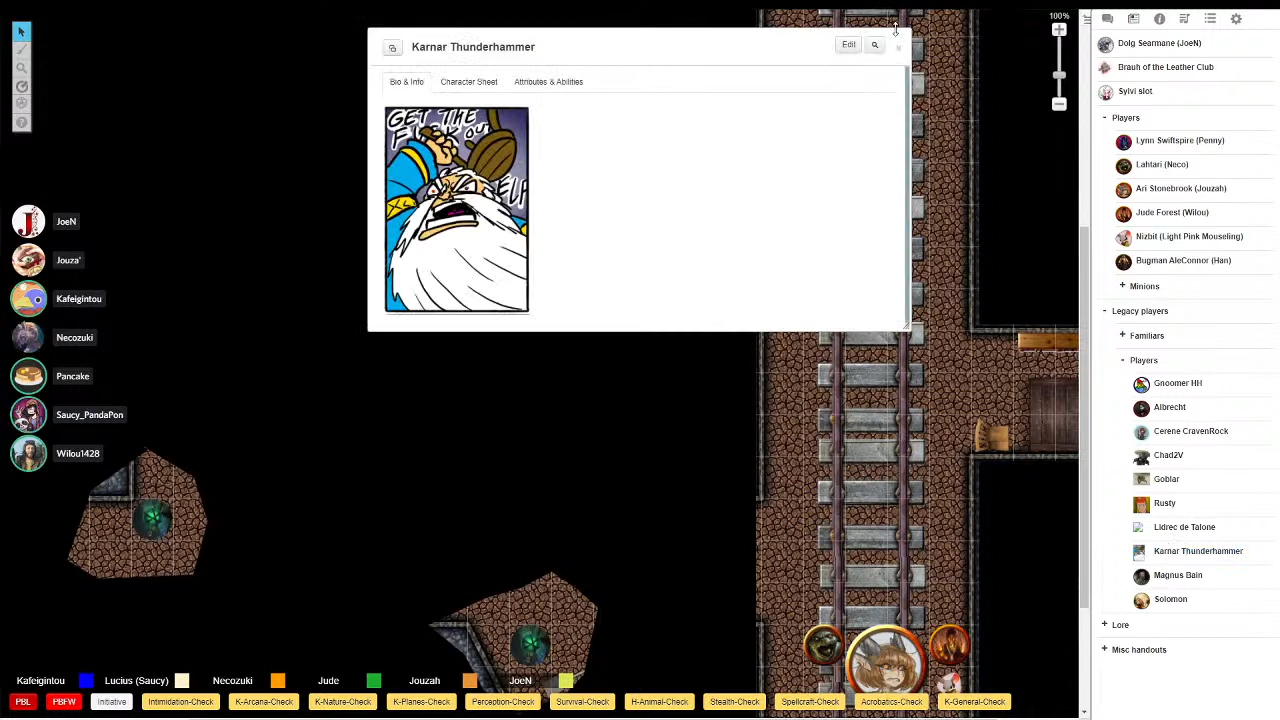 100%
Karnar Thunderhammer
Edit
Bio & Info
Character Sheet
Attributes & Abilities
GET THE
F*CK OUT
ELF
JoeN
Jouza'
Kafeigintou
Necozuki
Pancake
Saucy_PandaPon
Wilou1428
Dolg Searmane (JoeN)
Brauh of the Leather Club
Sylvi slot
Players
Lynn Swiftspire (Penny)
Lahtari (Neco)
Ari Stonebrook (Jouzah)
Jude Forest (Wilou)
Nizbit (Light Pink Mouseling)
Bugman AleConnor (Han)
Minions
Legacy players
Familiars
Players
Gnoomer HH
Albrecht
Cerene CravenRock
Chad2V
Goblar
Rusty
Lidrec de Talone
Karnar Thunderhammer
Magnus Bain
Solomon
Lore
Misc handouts
Kafeigintou
Lucius (Saucy)
Necozuki
Jude
Jouzah
JoeN
PBL
PBFW
Initiative
Intimidation-Check
K-Arcana-Check
K-Nature-Check
K-Planes-Check
Perception-Check
Survival-Check
H-Animal-Check
Stealth-Check
Spellcraft-Check
Acrobatics-Check
K-General-Check